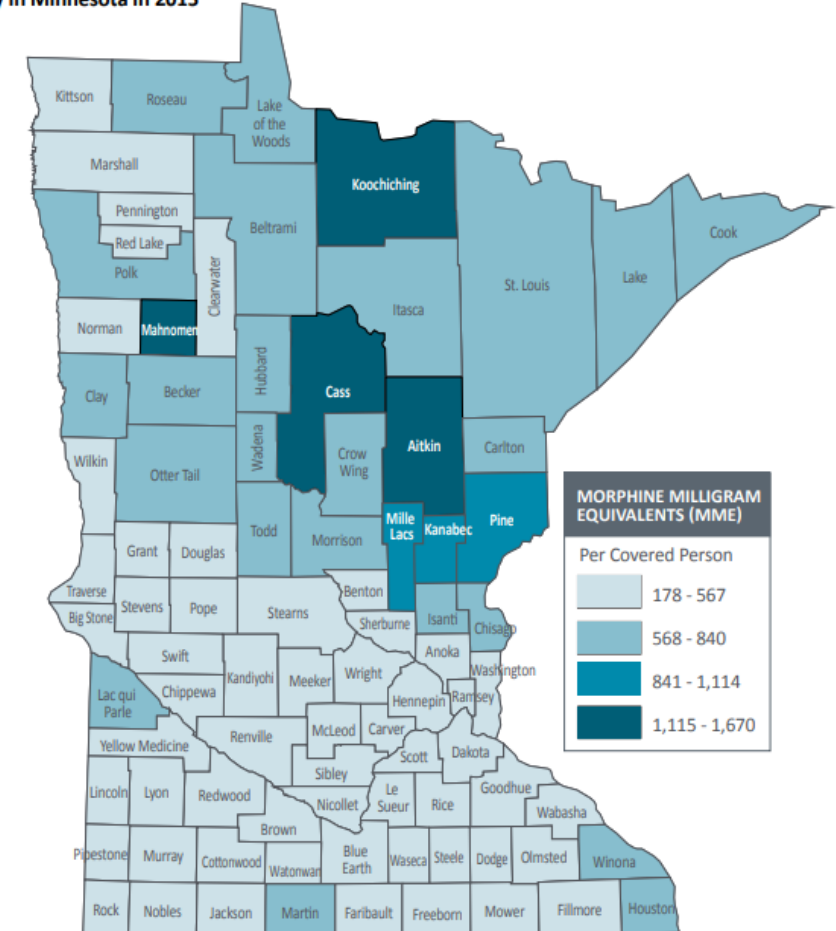 in Minnesota in 2015
Kittson
Roseau
Lake
of the
Woods
Marshall
Koochiching
Pennington
Red Lake
Beltrami
Cook
Polk
Clearwater
St. Louis
Lake
Itasca
Norman
Mahnomen
Hubbard
Cass
Clay
Becker
Aitkin
Wadena
Crow
Wing
Carlton
Wilkin
Otter Tail
Mille
Lacs
Kanabec
Pine
Todd
Morrison
Grant
Douglas
Traverse
Benton
Big Stone
Stevens
Pope
Stearns
Sherburne
Isanti
Chisago
Swift
Anoka
Kandiyohi
Meeker
Wright
Washington
Lac qui
Parle
Chippewa
Hennepin
Ramsey
Renville
McLeod
Carver
Yellow Medicine
Scott
Dakota
Sibley
Lincoln
Lyon
Redwood
Nicollet
Le
Sueur
Rice
Goodhue
Wabasha
Brown
Pipestone
Murray
Cottonwood
Watonwan
Blue
Earth
Waseca
Steele
Dodge
Olmsted
Winona
Rock
Nobles
Jackson
Martin
Faribault
Freeborn
Mower
Fillmore
Houston
MORPHINE MILLIGRAM
EQUIVALENTS (MME)
Per Covered Person
178 - 567
568 - 840
841 - 1,114
1,115 - 1,670